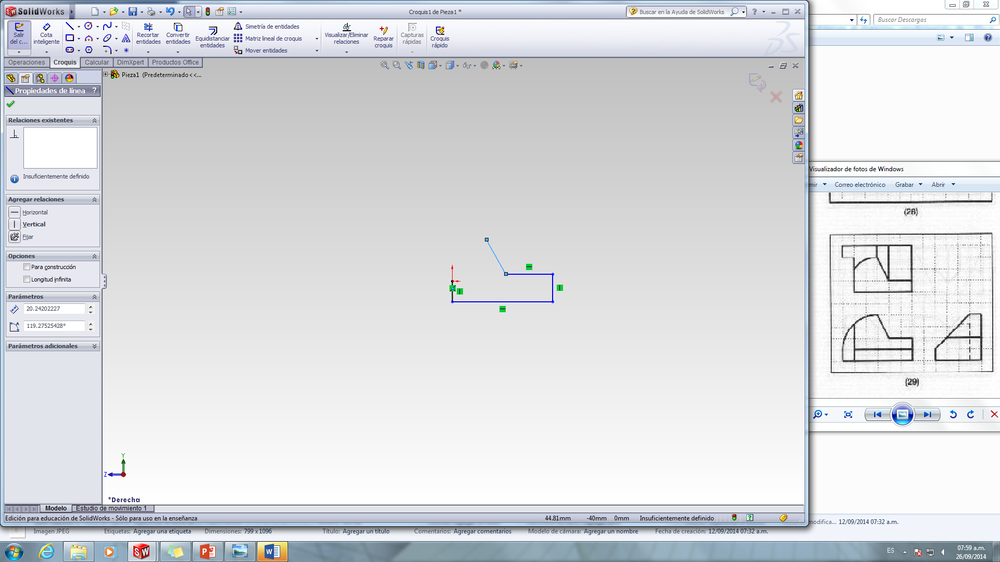 SolidWorks
Croquis1 de Pieza1 *
Buscar en la Ayuda de SolidWorks
Salir del c...
Cota inteligente
Recortar entidades
Convertir entidades
Equidistanciar entidades
Simetría de entidades
Matriz lineal de croquis
Mover entidades
Visualizar/Eliminar relaciones
Reparar croquis
Capturas rápidas
Croquis rápido
Operaciones
Croquis
Calcular
DimXpert
Productos Office
Pieza1 (Predeterminado<<...
Propiedades de línea ?
Relaciones existentes
Insuficientemente definido
Agregar relaciones
Horizontal
Vertical
Fijar
Opciones
Para construcción
Longitud infinita
Parámetros
20.24202227
119.27525428°
Parámetros adicionales
Y
Z
*Derecha
Modelo
Estudio de movimiento 1
Edición para educación de SolidWorks - Sólo para uso en la enseñanza
44.81mm -40mm 0mm Insuficientemente definido
Buscar Descargas
Visualizador de fotos de Windows
mir Correo electrónico Grabar Abrir
(28)
(29)
modifica... 12/09/2014 07:32 a.m.
Imagen JPEG
Etiquetas: Agregar una etiqueta
Dimensiones: 799 x 1096
Título: Agregar un título
Comentarios: Agregar comentarios
Modelo de cámara: Agregar un nombre
Fecha de creación: 12/09/2014 07:32 a.m.
ES
07:59 a.m.
26/09/2014